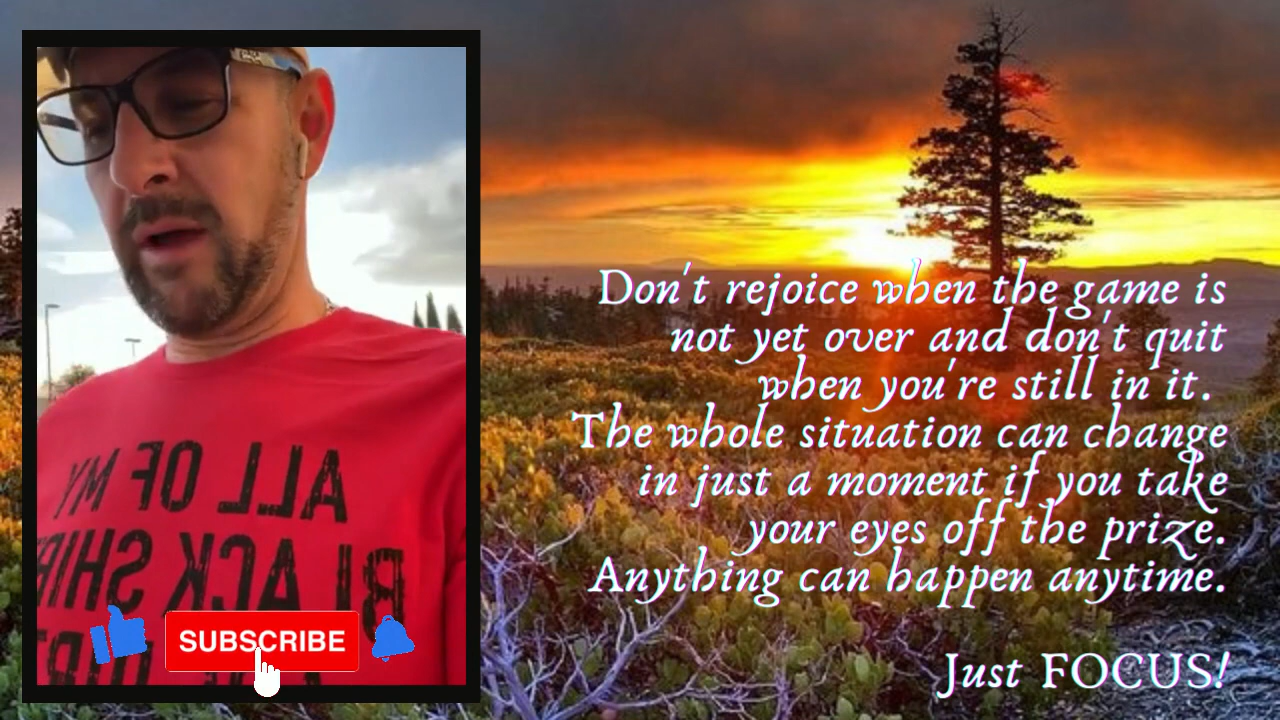 ALL OF MY
BLACK SHIR
SUBSCRIBE
Don't rejoice when the game is
not yet over and don't quit
when you're still in it.
The whole situation can change
in just a moment if you take
your eyes off the prize.
Anything can happen anytime.
Just FOCUS!